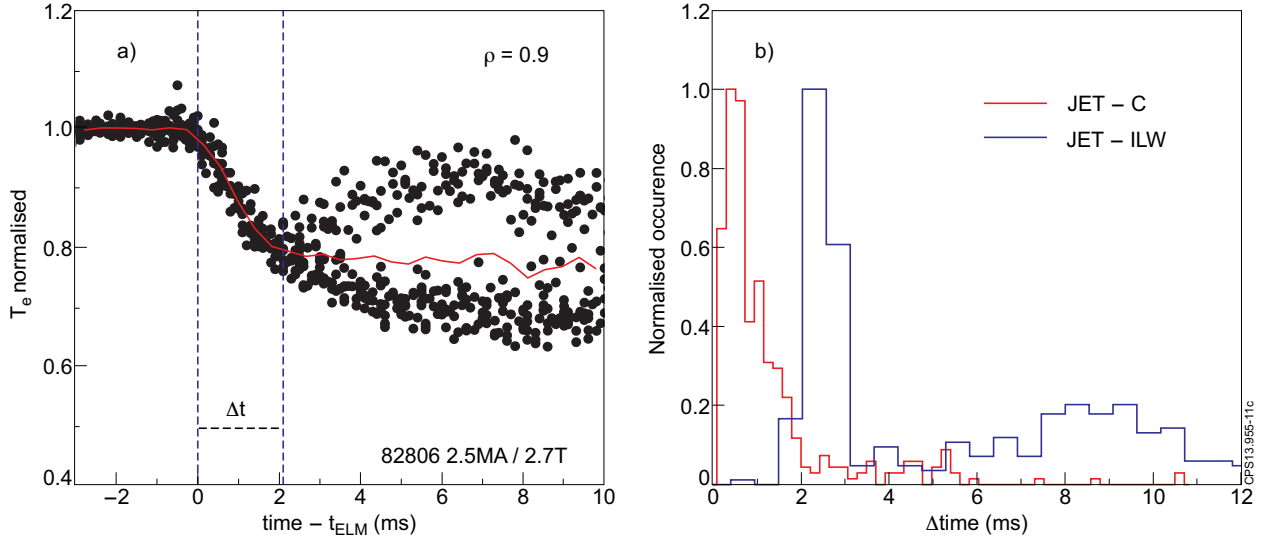 1.2
1.0
0.8
0.6
0.4
Te normalised
a)
ρ = 0.9
Δt
82806 2.5MA / 2.7T
−2 0 2 4 6 8 10
time − tELM (ms)
1.2
1.0
0.8
0.6
0.4
0.2
0
Normalised occurrence
b)
JET − C
JET − ILW
0 2 4 6 8 10 12
Δtime (ms)
CPS13.955-11c